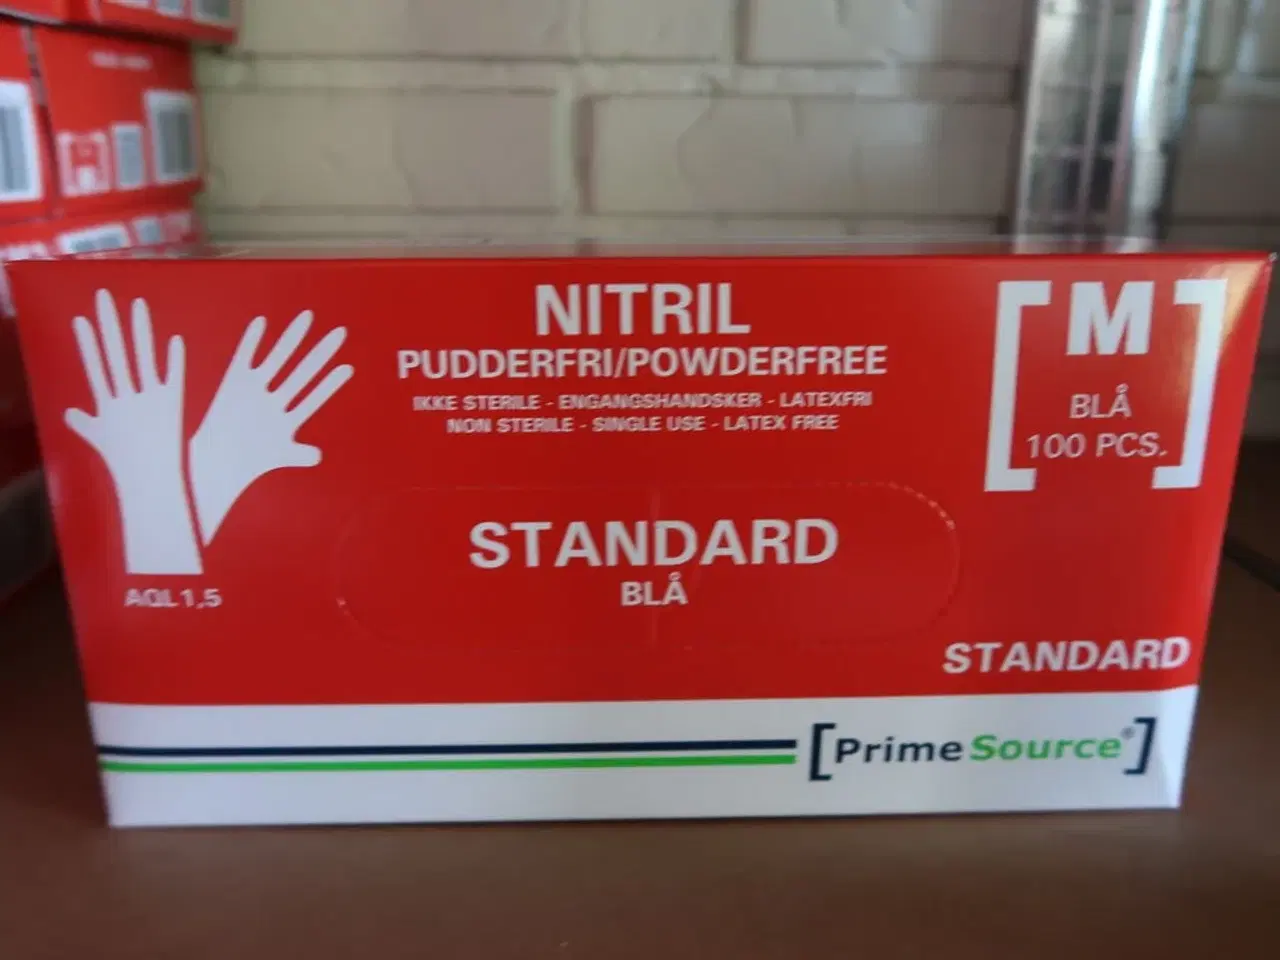 NITRIL
PUDDERFRI/POWDERFREE
IKKE STERILE - ENGANGSHANDSKER - LATEXFRI
NON STERILE - SINGLE USE - LATEX FREE
M
BLÅ
100 PCS.
STANDARD
BLÅ
AQL 1,5
STANDARD
[PrimeSource®]